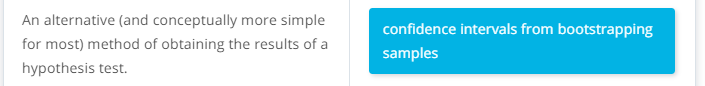 An alternative (and conceptually more simple
for most) method of obtaining the results of a
hypothesis test.
confidence intervals from bootstrapping
samples